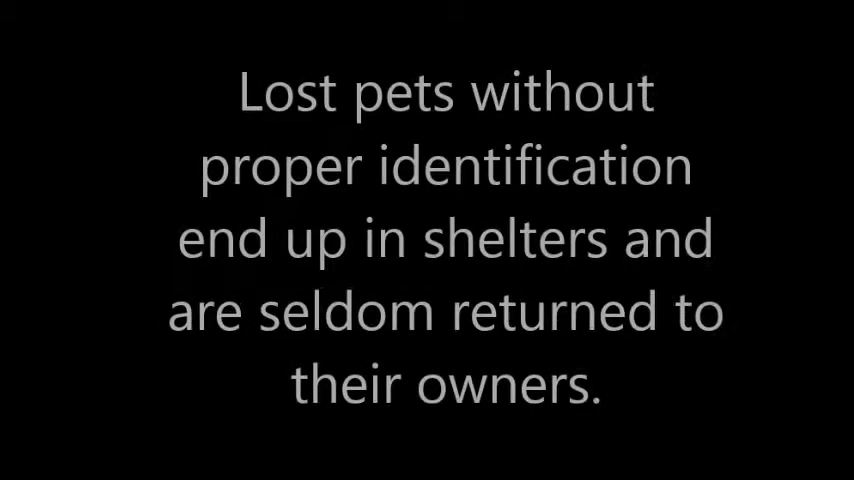 Lost pets without
proper identification
end up in shelters and
are seldom returned to
their owners.